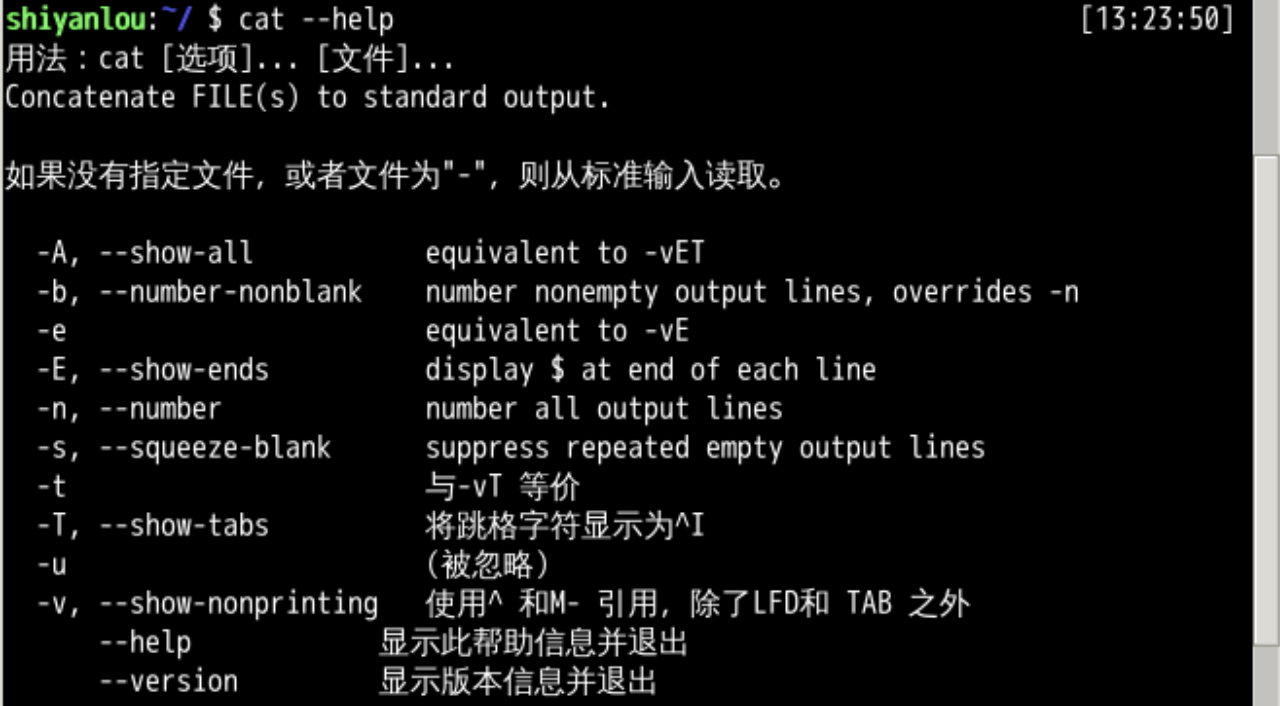 shiyanlou:~/ $ cat --help [13:23:50]
用法：cat [选项]... [文件]...
Concatenate FILE(s) to standard output.
如果没有指定文件，或者文件为"-"，则从标准输入读取。
-A, --show-all equivalent to -vET
-b, --number-nonblank number nonempty output lines, overrides -n
-e equivalent to -vE
-E, --show-ends display $ at end of each line
-n, --number number all output lines
-s, --squeeze-blank suppress repeated empty output lines
-t 与-vT 等价
-T, --show-tabs 将跳格字符显示为^I
-u (被忽略)
-v, --show-nonprinting 使用^ 和M- 引用，除了LFD和 TAB 之外
--help 显示此帮助信息并退出
--version 显示版本信息并退出